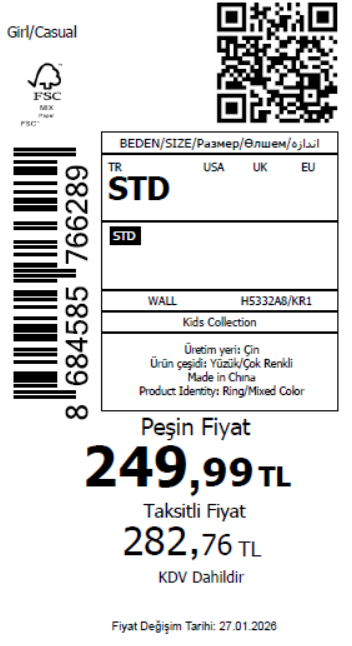 Girl/Casual
FSC
MIX
Paper
FSC™
BEDEN/SIZE/Размер/Өлшем/اندازه
TR USA UK EU
STD
STD
WALL H5332A8/KR1
Kids Collection
Üretim yeri: Çin
Ürün çeşidi: Yüzük/Çok Renkli
Made in China
Product Identity: Ring/Mixed Color
8 684585 766289
Peşin Fiyat
249,99 TL
Taksitli Fiyat
282,76 TL
KDV Dahildir
Fiyat Değişim Tarihi: 27.01.2026